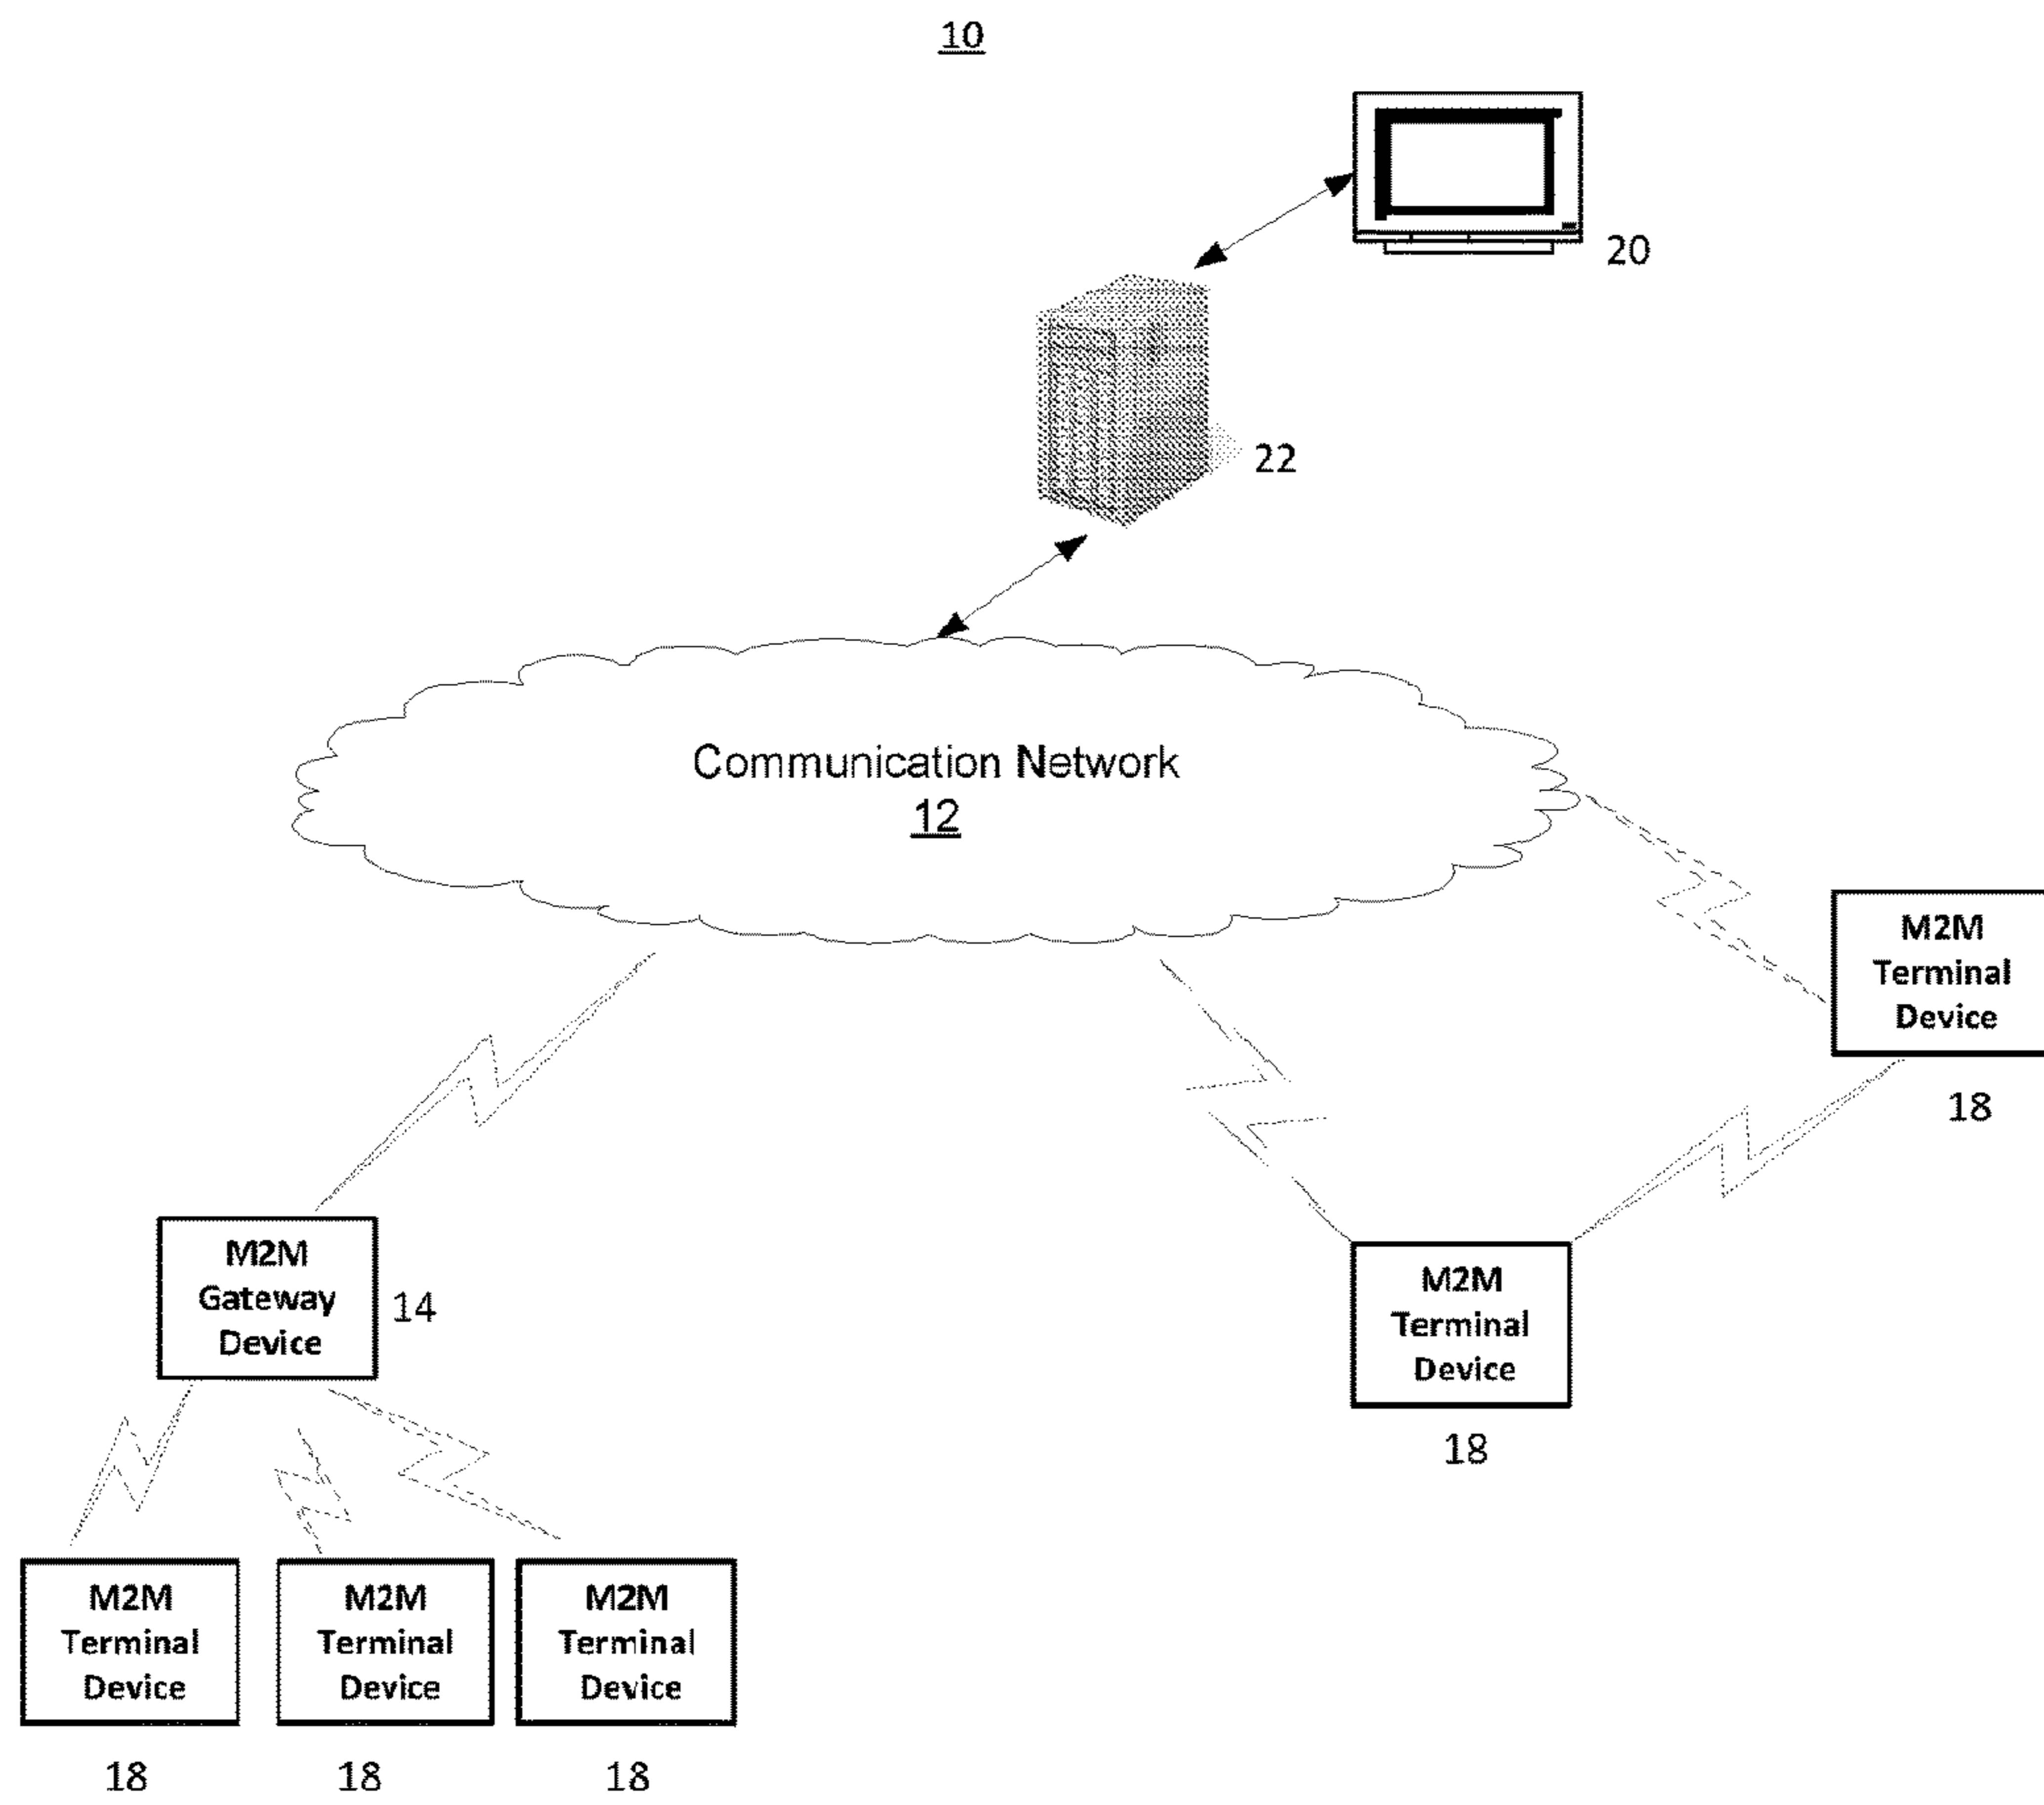 10
20
22
Communication Network
12
M2M
Terminal
Device
18
M2M
Gateway
Device
14
M2M
Terminal
Device
18
M2M
Terminal
Device
18
M2M
Terminal
Device
18
M2M
Terminal
Device
18